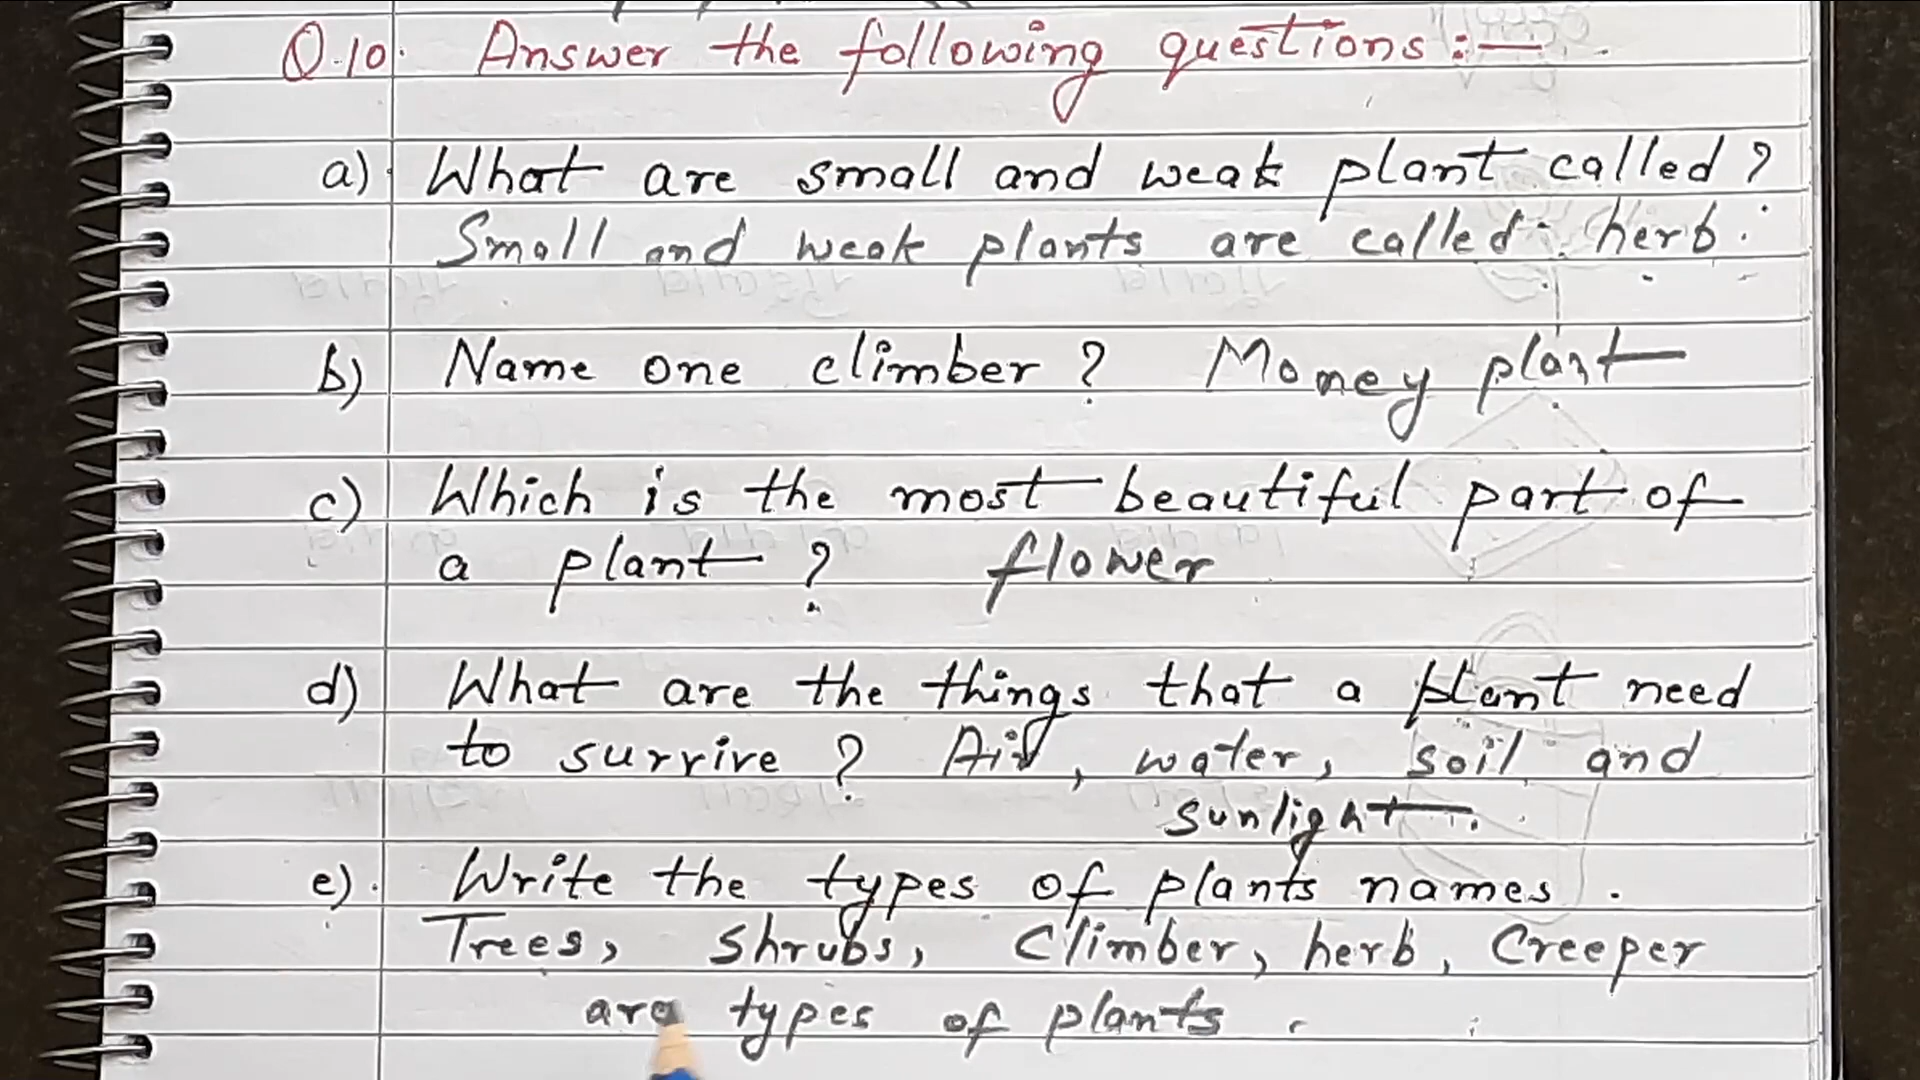 Q.10. Answer the following questions :—
a) What are small and weak plant called ?
Small and weak plants are called herb.
b) Name one climber ? Money plant
c) Which is the most beautiful part of
a plant ? flower
d) What are the things that a plant need
to survive ? Air, water, soil and
sunlight.
e). Write the types of plants names .
Trees, Shrubs, Climber, herb, Creeper
are types of plants .